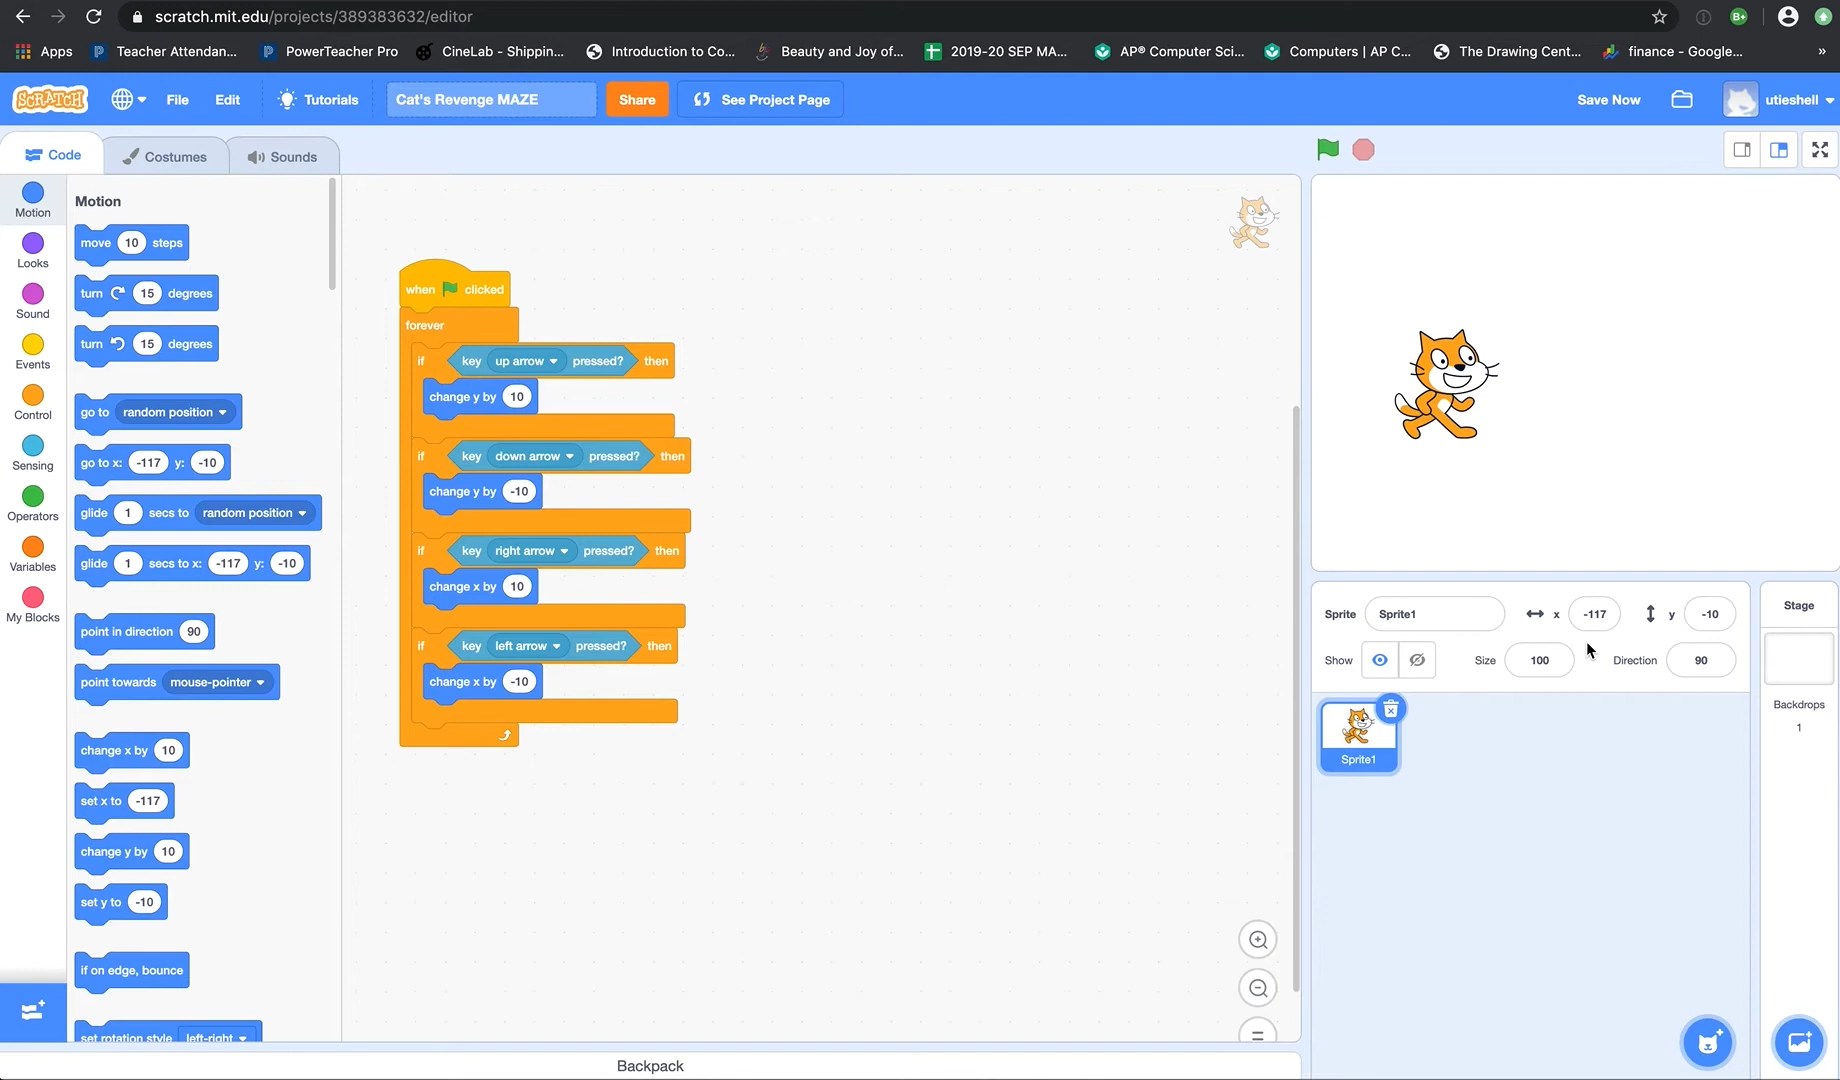 scratch.mit.edu/projects/389383632/editor
B+
Apps
Teacher Attendan...
PowerTeacher Pro
CineLab - Shippin...
Introduction to Co...
Beauty and Joy of...
2019-20 SEP MA...
AP® Computer Sci...
Computers | AP C...
The Drawing Cent...
finance - Google...
»
SCRATCH
File
Edit
Tutorials
Cat's Revenge MAZE
Share
See Project Page
Save Now
utieshell
Code
Costumes
Sounds
Motion
Looks
Sound
Events
Control
Sensing
Operators
Variables
My Blocks
Motion
move 10 steps
turn 15 degrees
turn 15 degrees
go to random position
go to x: -117 y: -10
glide 1 secs to random position
glide 1 secs to x: -117 y: -10
point in direction 90
point towards mouse-pointer
change x by 10
set x to -117
change y by 10
set y to -10
if on edge, bounce
set rotation style left-right
when clicked
forever
if key up arrow pressed? then
change y by 10
if key down arrow pressed? then
change y by -10
if key right arrow pressed? then
change x by 10
if key left arrow pressed? then
change x by -10
Sprite Sprite1 x -117 y -10
Show Size 100 Direction 90
Sprite1
Stage
Backdrops
1
Backpack